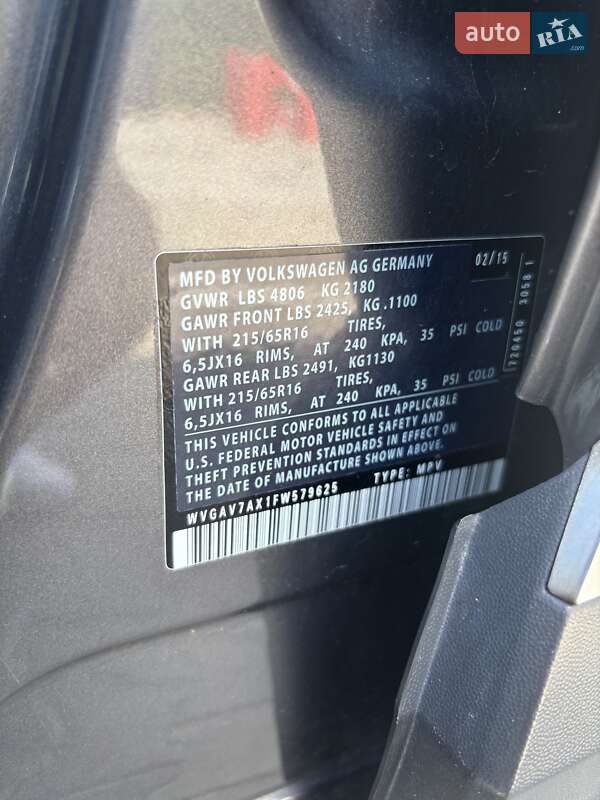 auto RIA .com
MFD BY VOLKSWAGEN AG GERMANY 02/15
GVWR LBS 4806 KG 2180
GAWR FRONT LBS 2425, KG .1100
WITH 215/65R16 TIRES,
6,5JX16 RIMS, AT 240 KPA, 35 PSI COLD
GAWR REAR LBS 2491, KG1130
WITH 215/65R16 TIRES,
6,5JX16 RIMS, AT 240 KPA, 35 PSI COLD
THIS VEHICLE CONFORMS TO ALL APPLICABLE
U.S. FEDERAL MOTOR VEHICLE SAFETY AND
THEFT PREVENTION STANDARDS IN EFFECT ON
THE DATE OF MANUFACTURE SHOWN ABOVE.
WVGAV7AX1FW579625 TYPE: MPV
720450 3058 1